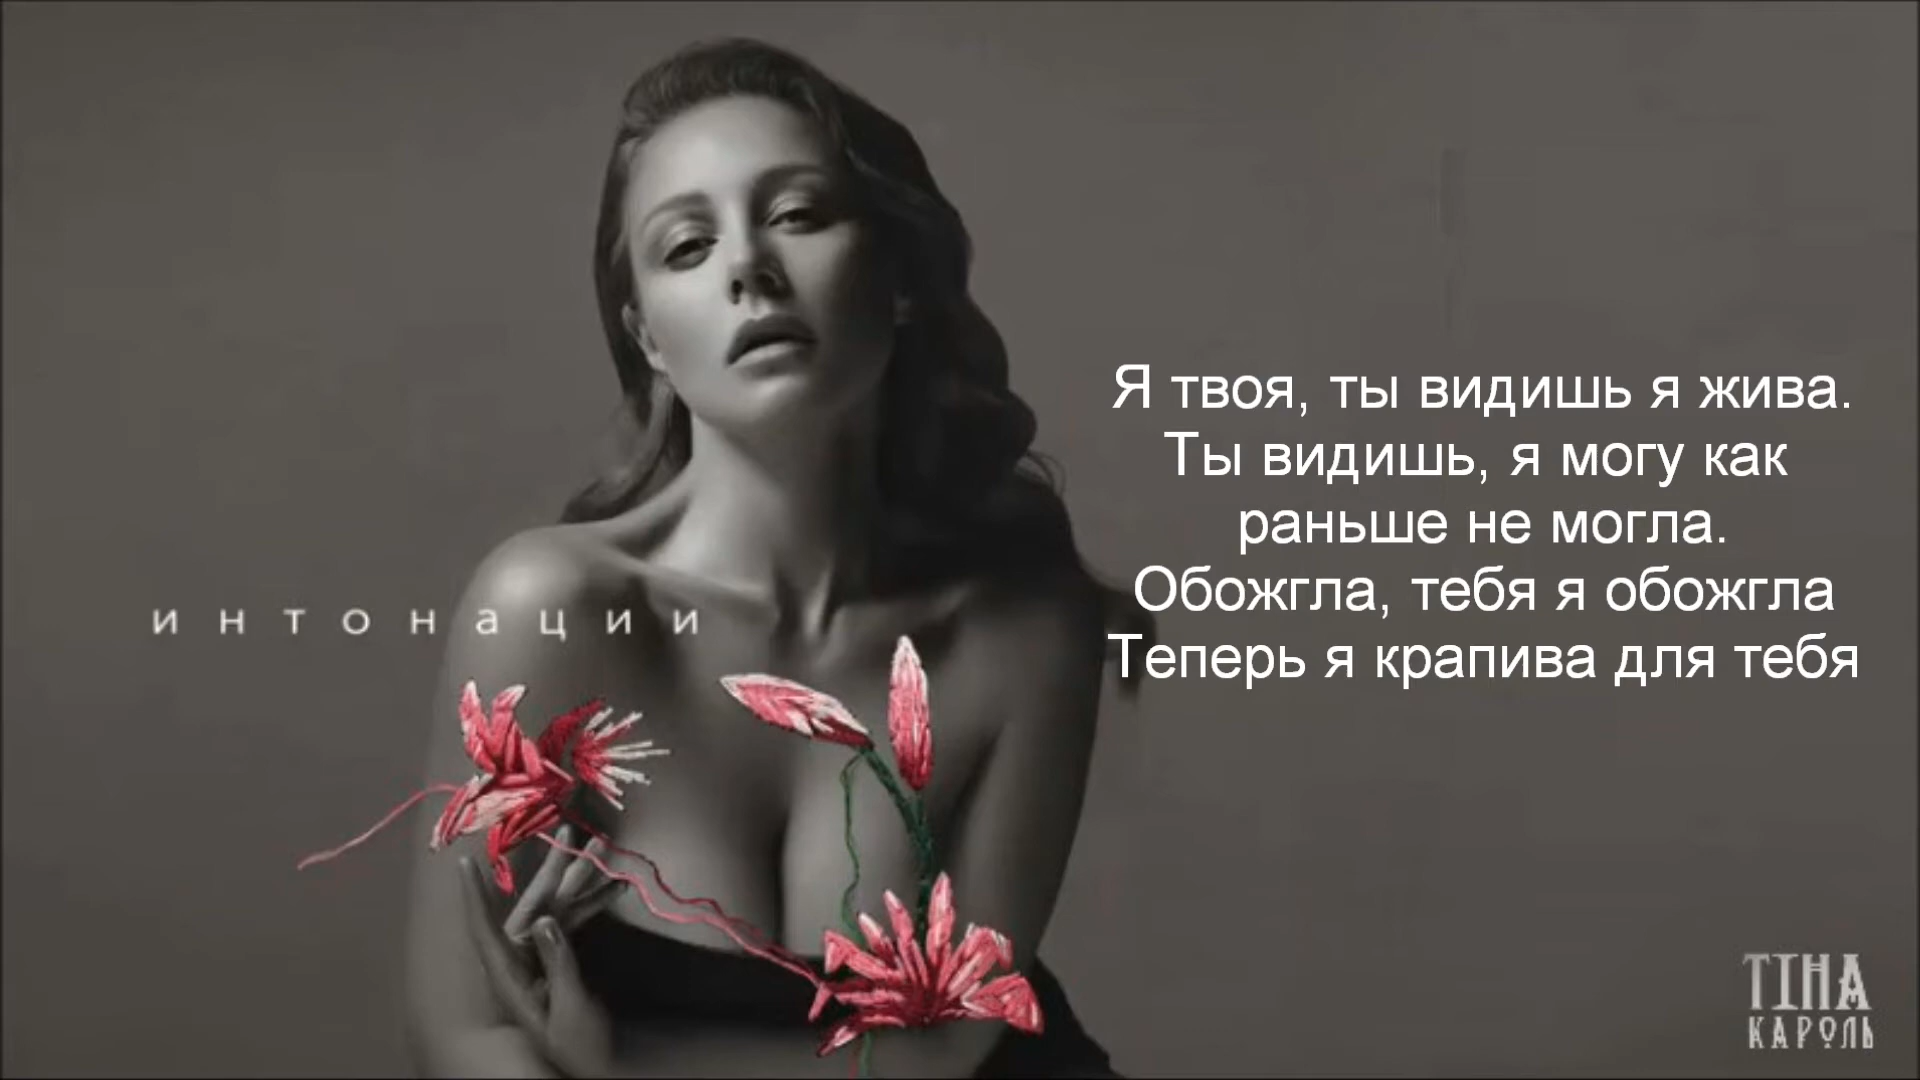 Я твоя, ты видишь я жива.
Ты видишь, я могу как
раньше не могла.
Обожгла, тебя я обожгла
Теперь я крапива для тебя
интонации
ТІНА
КАРОЛЬ